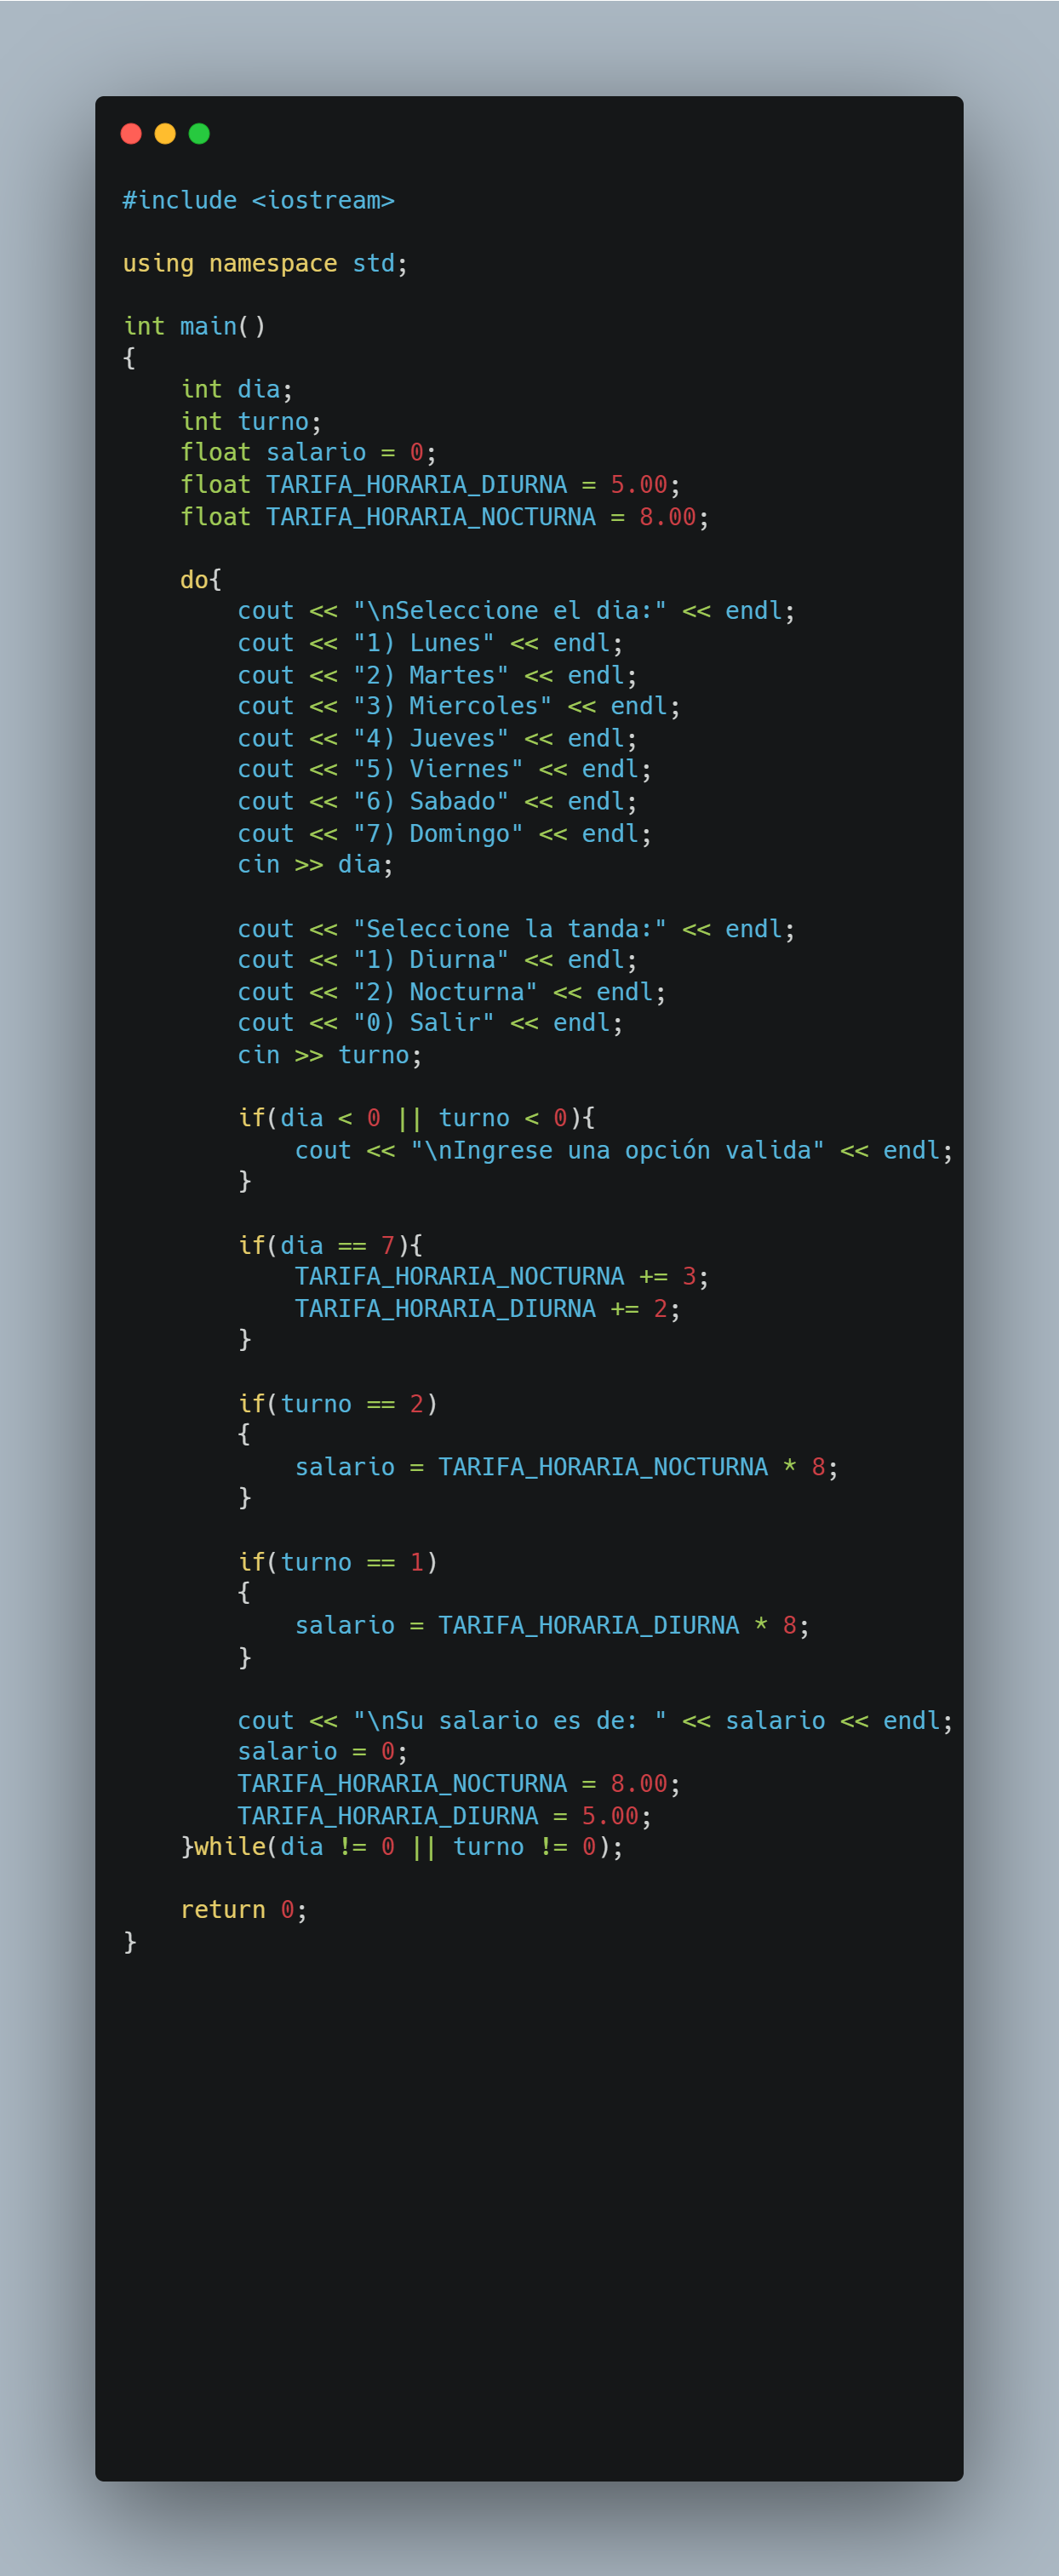 #include <iostream>
using namespace std;
int main()
{
    int dia;
    int turno;
    float salario = 0;
    float TARIFA_HORARIA_DIURNA = 5.00;
    float TARIFA_HORARIA_NOCTURNA = 8.00;
    do{
        cout << "\nSeleccione el dia:" << endl;
        cout << "1) Lunes" << endl;
        cout << "2) Martes" << endl;
        cout << "3) Miercoles" << endl;
        cout << "4) Jueves" << endl;
        cout << "5) Viernes" << endl;
        cout << "6) Sabado" << endl;
        cout << "7) Domingo" << endl;
        cin >> dia;
        cout << "Seleccione la tanda:" << endl;
        cout << "1) Diurna" << endl;
        cout << "2) Nocturna" << endl;
        cout << "0) Salir" << endl;
        cin >> turno;
        if(dia < 0 || turno < 0){
            cout << "\nIngrese una opción valida" << endl;
        }
        if(dia == 7){
            TARIFA_HORARIA_NOCTURNA += 3;
            TARIFA_HORARIA_DIURNA += 2;
        }
        if(turno == 2)
        {
            salario = TARIFA_HORARIA_NOCTURNA * 8;
        }
        if(turno == 1)
        {
            salario = TARIFA_HORARIA_DIURNA * 8;
        }
        cout << "\nSu salario es de: " << salario << endl;
        salario = 0;
        TARIFA_HORARIA_NOCTURNA = 8.00;
        TARIFA_HORARIA_DIURNA = 5.00;
    }while(dia != 0 || turno != 0);
    return 0;
}